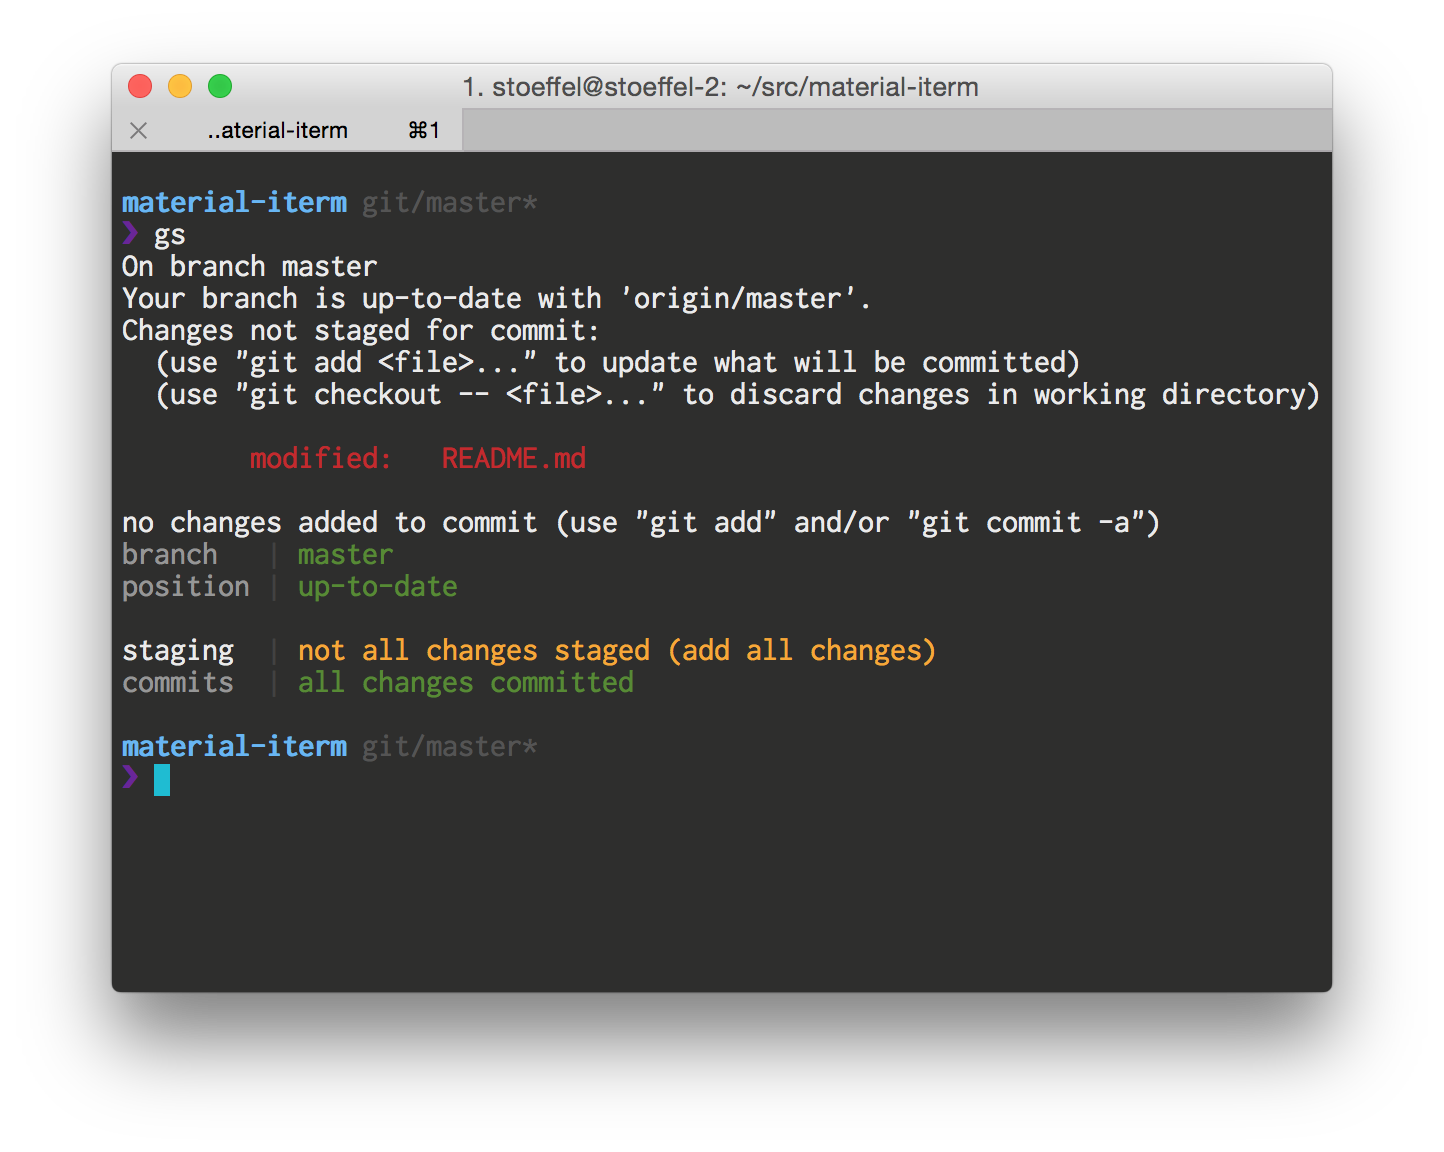 1. stoeffel@stoeffel-2: ~/src/material-iterm
..aterial-iterm ⌘1
material-iterm git/master*
❯ gs
On branch master
Your branch is up-to-date with 'origin/master'.
Changes not staged for commit:
  (use "git add <file>..." to update what will be committed)
  (use "git checkout -- <file>..." to discard changes in working directory)
        modified:   README.md
no changes added to commit (use "git add" and/or "git commit -a")
branch   | master
position | up-to-date
staging  | not all changes staged (add all changes)
commits  | all changes committed
material-iterm git/master*
❯